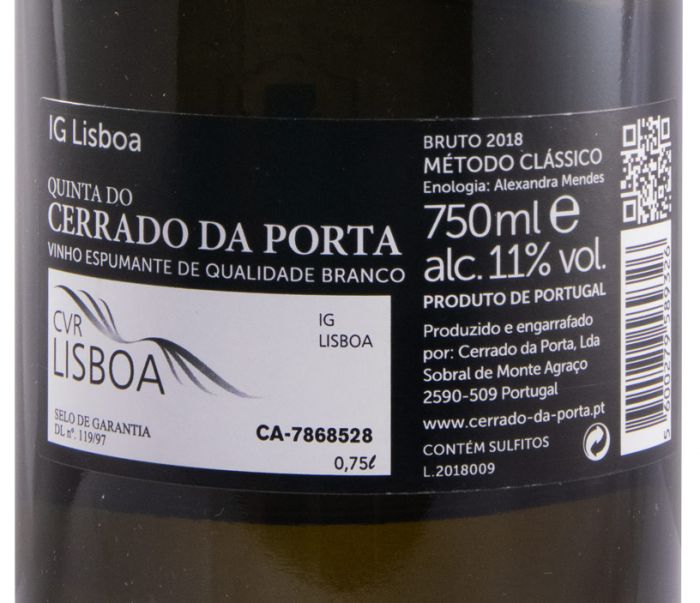 IG Lisboa
QUINTA DO
CERRADO DA PORTA
VINHO ESPUMANTE DE QUALIDADE BRANCO
CVR
LISBOA
IG
LISBOA
SELO DE GARANTIA
DL nº. 119/97
CA-7868528
0,75ℓ
BRUTO 2018
MÉTODO CLÁSSICO
Enologia: Alexandra Mendes
750ml e
alc. 11% vol.
PRODUTO DE PORTUGAL
Produzido e engarrafado
por: Cerrado da Porta, Lda
Sobral de Monte Agraço
2590-509 Portugal
www.cerrado-da-porta.pt
CONTÉM SULFITOS
L.2018009
5 600279 589326